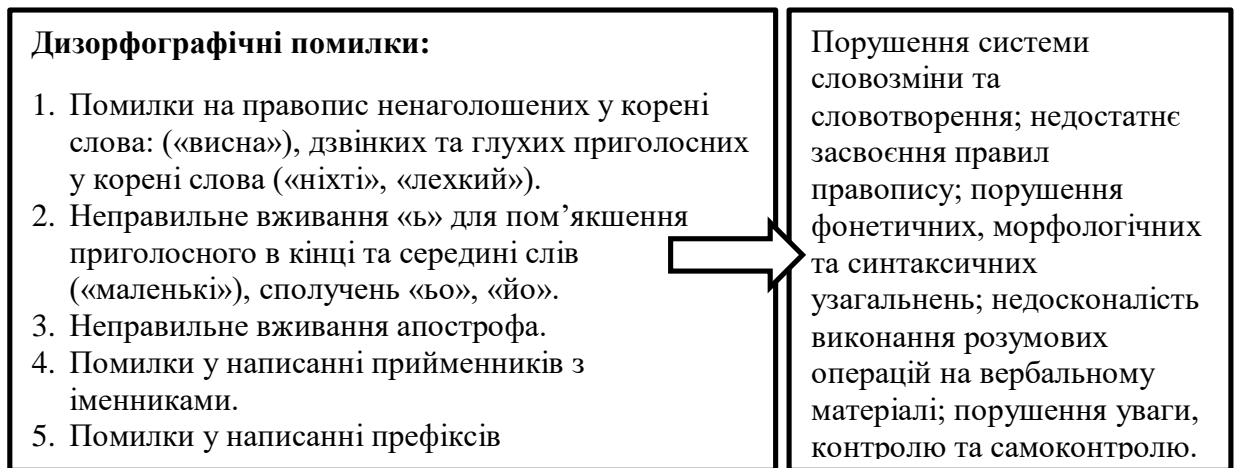 Дизорфографічні помилки:
1. Помилки на правопис ненаголошених у корені
слова: («висна»), дзвінких та глухих приголосних
у корені слова («ніхті», «лехкий»).
2. Неправильне вживання «ь» для пом’якшення
приголосного в кінці та середині слів
(«маленькі»), сполучень «ьо», «йо».
3. Неправильне вживання апострофа.
4. Помилки у написанні прийменників з
іменниками.
5. Помилки у написанні префіксів
Порушення системи
словозміни та
словотворення; недостатнє
засвоєння правил
правопису; порушення
фонетичних, морфологічних
та синтаксичних
узагальнень; недосконалість
виконання розумових
операцій на вербальному
матеріалі; порушення уваги,
контролю та самоконтролю.